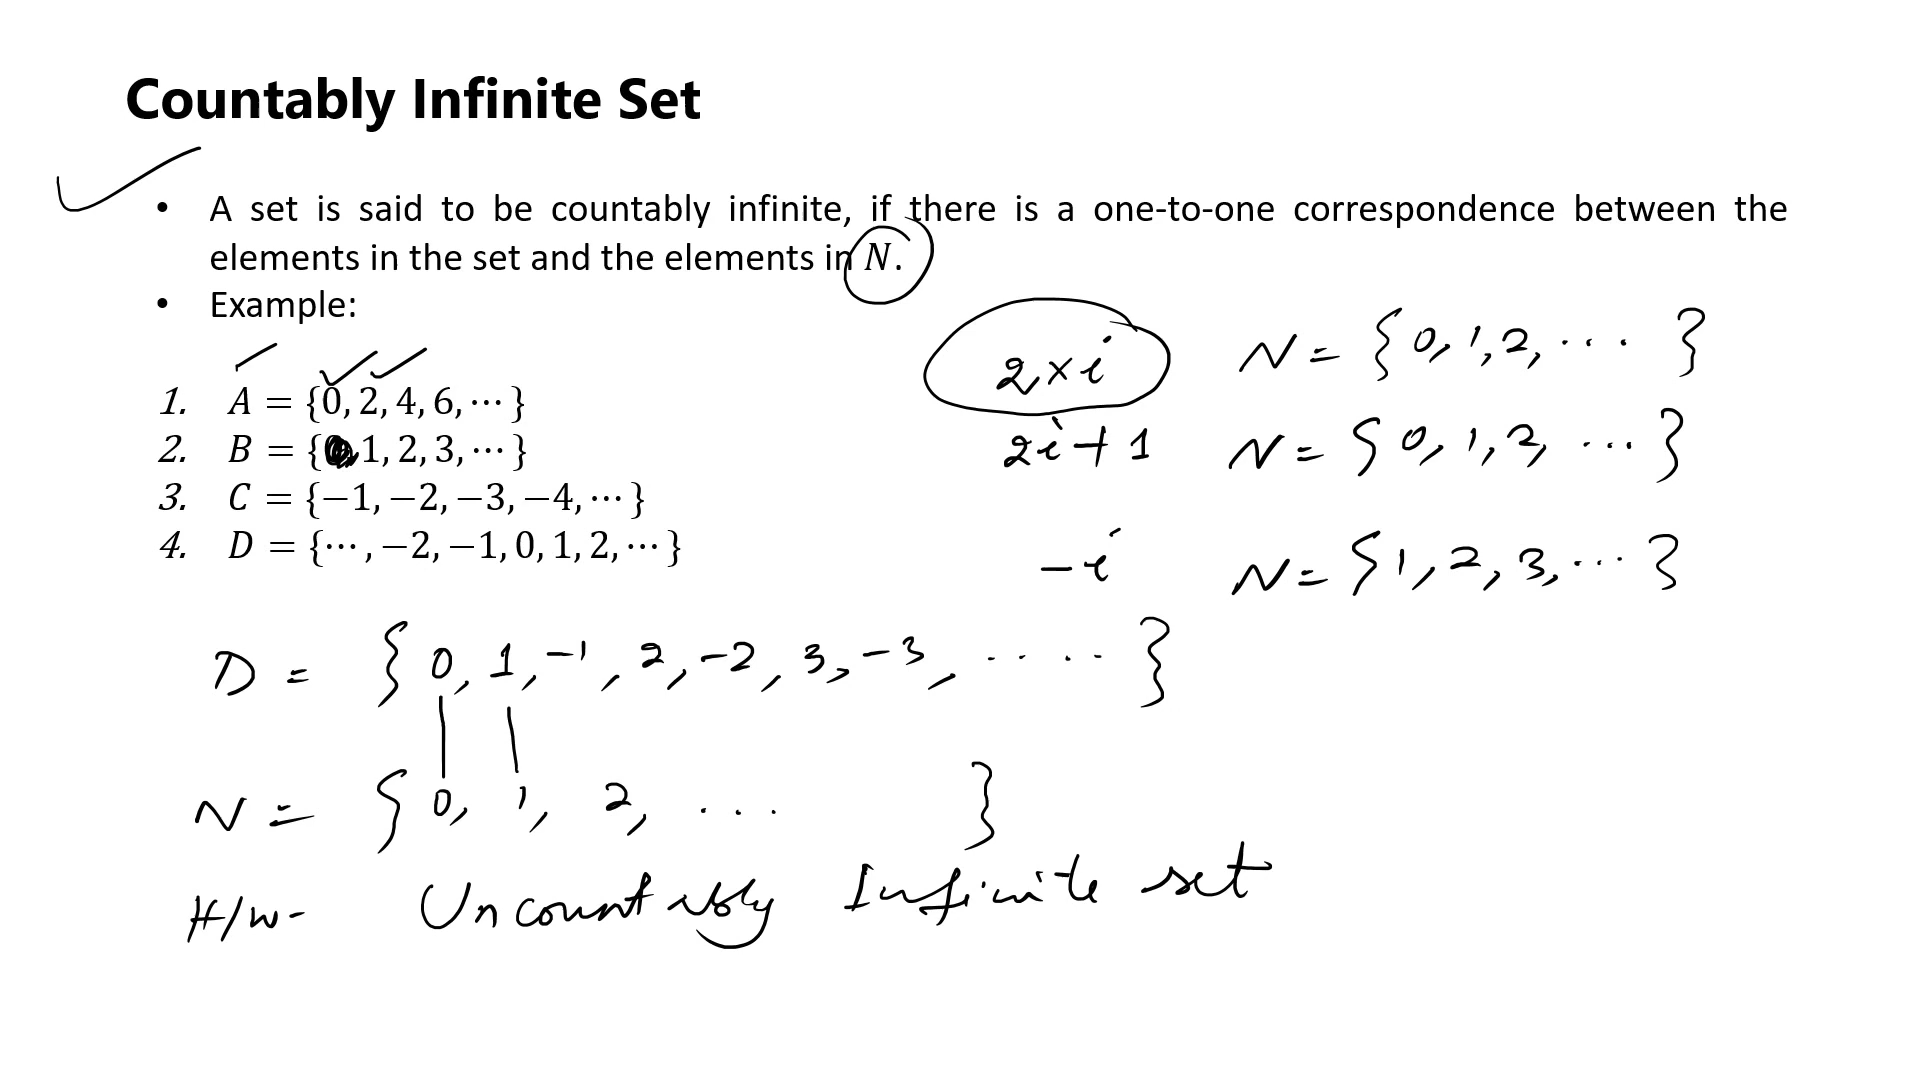 Countably Infinite Set
• A set is said to be countably infinite, if there is a one-to-one correspondence between the
elements in the set and the elements in N.
• Example:
1. A = {0, 2, 4, 6, ⋯ }
2. B = { 1, 2, 3, ⋯ }
3. C = {−1, −2, −3, −4, ⋯ }
4. D = {⋯ , −2, −1, 0, 1, 2, ⋯ }
2 × i N = { 0, 1, 2, ... }
2i + 1 N = { 0, 1, 2, ... }
-i N = { 1, 2, 3, ... }
D = { 0, 1, -1, 2, -2, 3, -3, .... }
N = { 0, 1, 2, ... }
H/W- Uncountably Infinite set